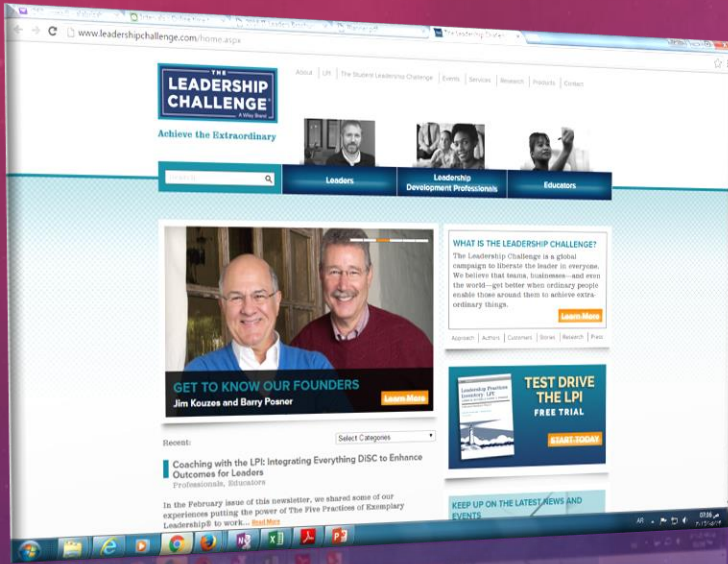 www.leadershipchallenge.com/home.aspx
THE
LEADERSHIP
CHALLENGE®
A Wiley Brand
Achieve the Extraordinary
About | LPI | The Student Leadership Challenge | Events | Services | Research | Products | Contact
Leaders
Leadership
Development Professionals
Educators
GET TO KNOW OUR FOUNDERS
Jim Kouzes and Barry Posner
Learn More
WHAT IS THE LEADERSHIP CHALLENGE?
The Leadership Challenge is a global
campaign to liberate the leader in everyone.
We believe that teams, businesses—and even
the world—get better when ordinary people
enable those around them to achieve extra-
ordinary things.
Learn More
Approach | Authors | Customers | Stories | Research | Press
Leadership Practices
Inventory: LPI
TEST DRIVE
THE LPI
FREE TRIAL
START TODAY
Recent:
Select Categories
Coaching with the LPI: Integrating Everything DiSC to Enhance
Outcomes for Leaders
Professionals, Educators
In the February issue of this newsletter, we shared some of our
experiences putting the power of The Five Practices of Exemplary
Leadership® to work... Read More
KEEP UP ON THE LATEST NEWS AND
EVENTS
AR